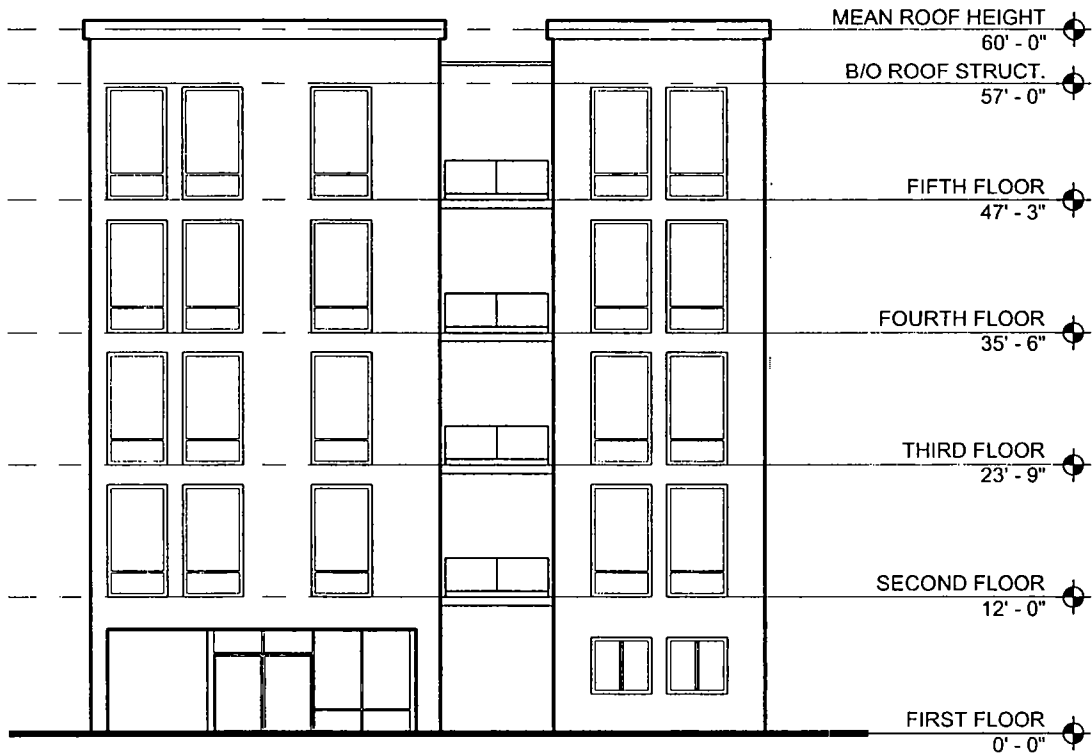 MEAN ROOF HEIGHT
60' - 0"
B/O ROOF STRUCT.
57' - 0"
FIFTH FLOOR
47' - 3"
FOURTH FLOOR
35' - 6"
THIRD FLOOR
23' - 9"
SECOND FLOOR
12' - 0"
FIRST FLOOR
0' - 0"